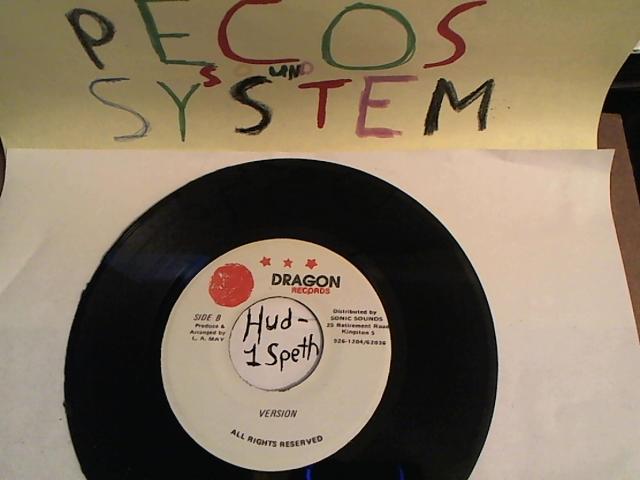 PECOS
SOUND
SYSTEM
DRAGON
RECORDS
SIDE B
Produce &
Arranged by
L. A. MAY
Distributed by
SONIC SOUNDS
25 Retirement Road
Kingston 5
926-1204/62036
Hud-
1 Speth
VERSION
ALL RIGHTS RESERVED